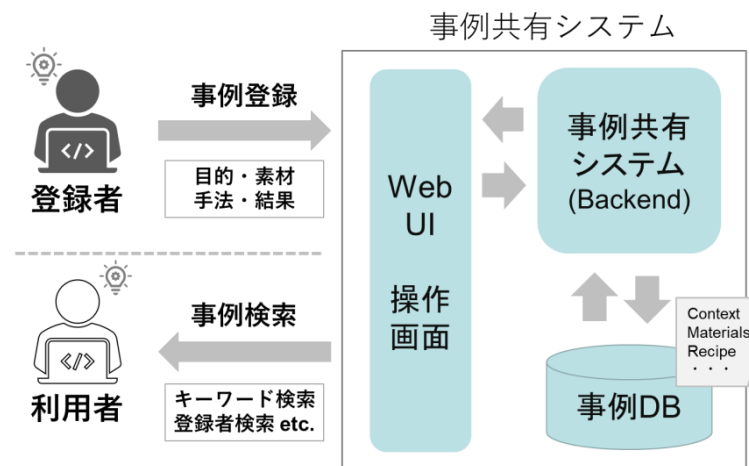 事例共有システム
事例登録
目的・素材
手法・結果
</>
登録者
Web
UI
操作
画面
事例共有
システム
(Backend)
事例検索
キーワード検索
登録者検索 etc.
</>
利用者
Context
Materials
Recipe
・・・
事例DB